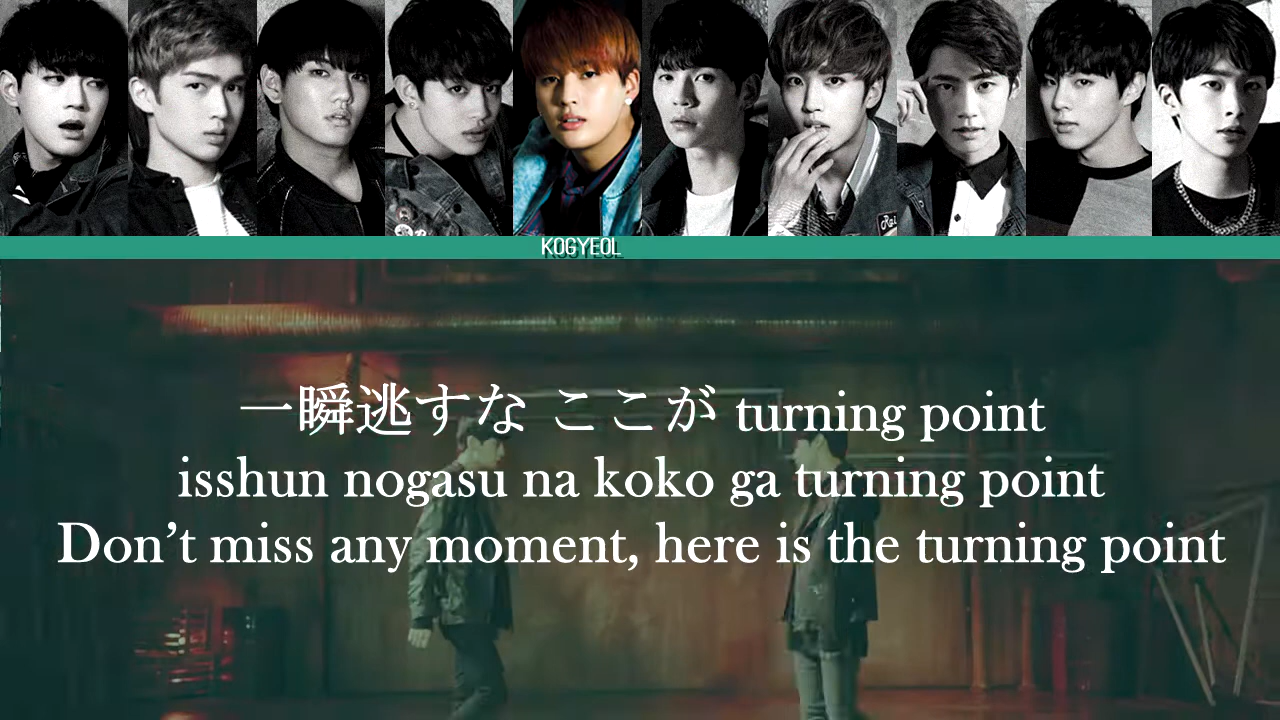 KOGYEOL
一瞬逃すな ここが turning point
isshun nogasu na koko ga turning point
Don't miss any moment, here is the turning point